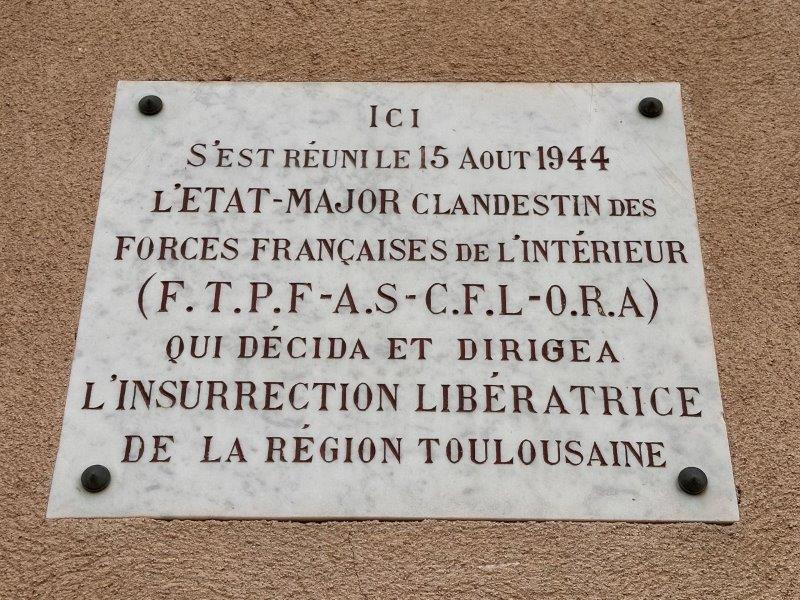 ICI
S'EST RÉUNI LE 15 AOUT 1944
L'ETAT-MAJOR CLANDESTIN DES
FORCES FRANÇAISES DE L'INTÉRIEUR
(F.T.P.F-A.S-C.F.L-O.R.A)
QUI DÉCIDA ET DIRIGEA
L'INSURRECTION LIBÉRATRICE
DE LA RÉGION TOULOUSAINE